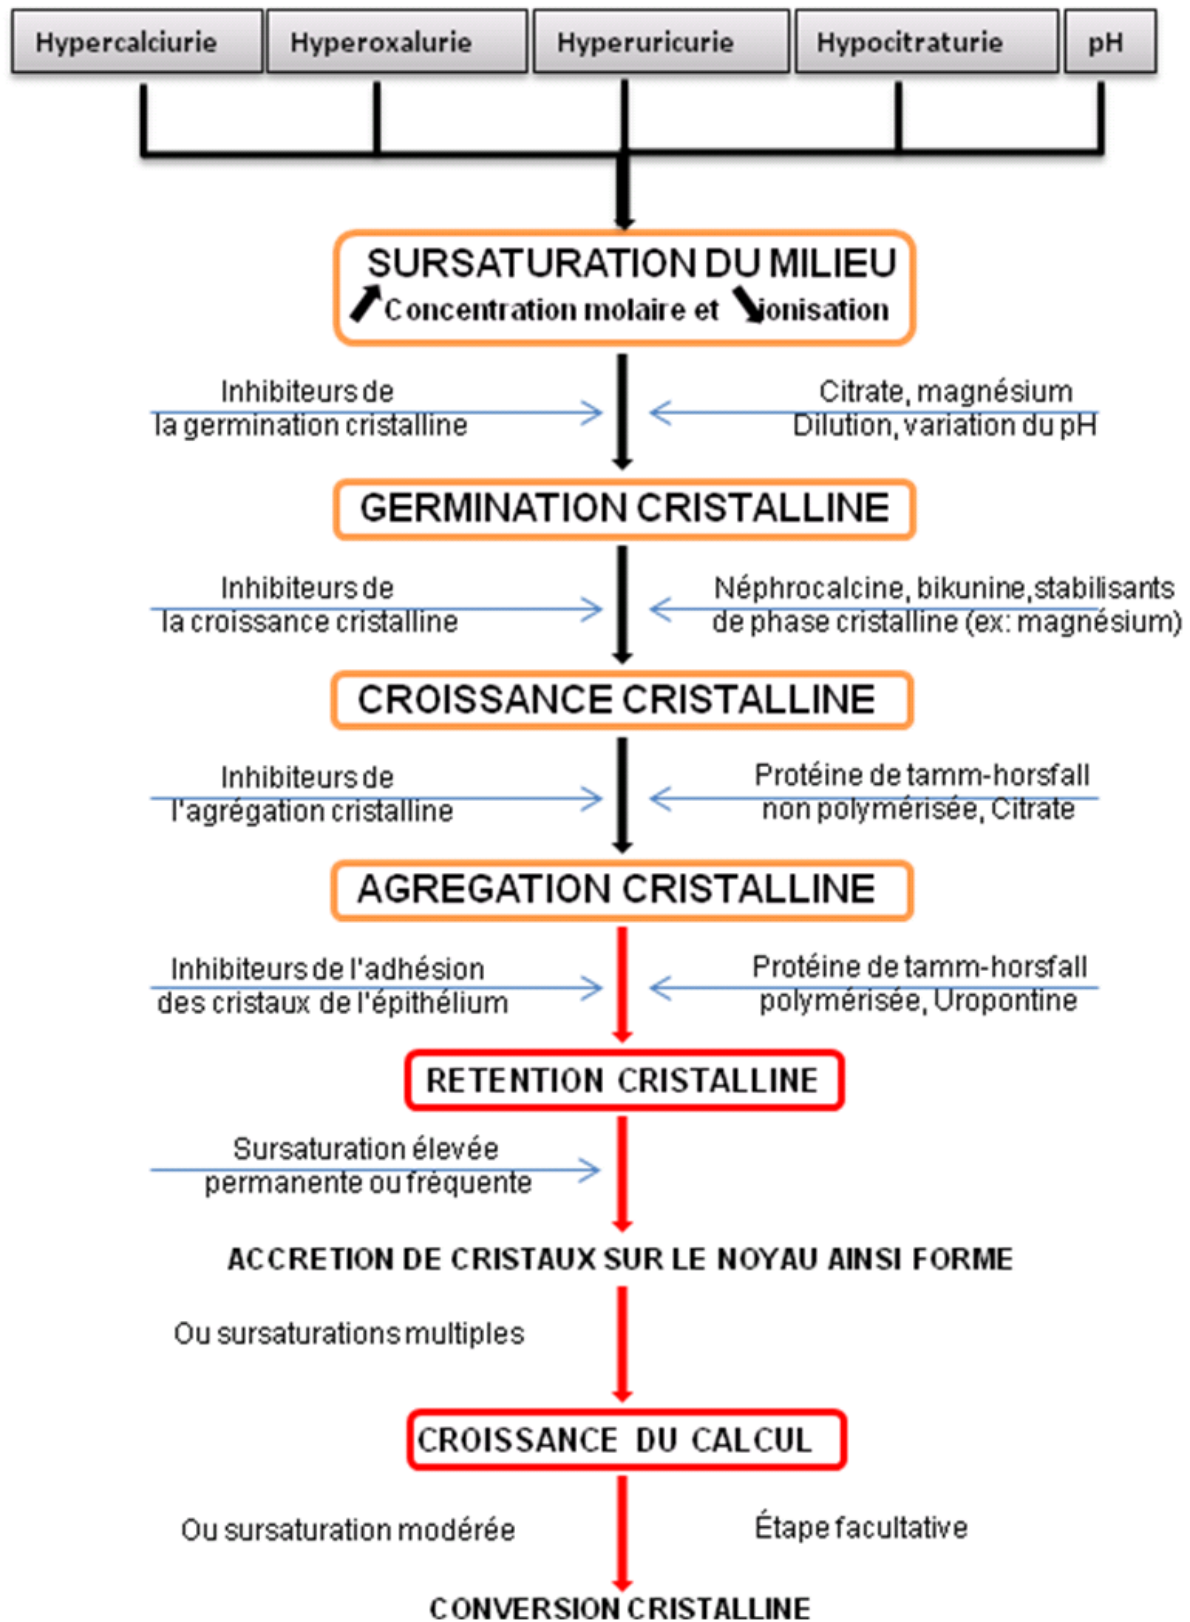 Hypercalciurie Hyperoxalurie Hyperuricurie Hypocitraturie pH
SURSATURATION DU MILIEU
Concentration molaire et ionisation
Inhibiteurs de
la germination cristalline
Citrate, magnésium
Dilution, variation du pH
GERMINATION CRISTALLINE
Inhibiteurs de
la croissance cristalline
Néphrocalcine, bikunine,stabilisants
de phase cristalline (ex: magnésium)
CROISSANCE CRISTALLINE
Inhibiteurs de
l'agrégation cristalline
Protéine de tamm-horsfall
non polymérisée, Citrate
AGREGATION CRISTALLINE
Inhibiteurs de l'adhésion
des cristaux de l'épithélium
Protéine de tamm-horsfall
polymérisée, Uropontine
RETENTION CRISTALLINE
Sursaturation élevée
permanente ou fréquente
ACCRETION DE CRISTAUX SUR LE NOYAU AINSI FORME
Ou sursaturations multiples
CROISSANCE DU CALCUL
Ou sursaturation modérée
Étape facultative
CONVERSION CRISTALLINE